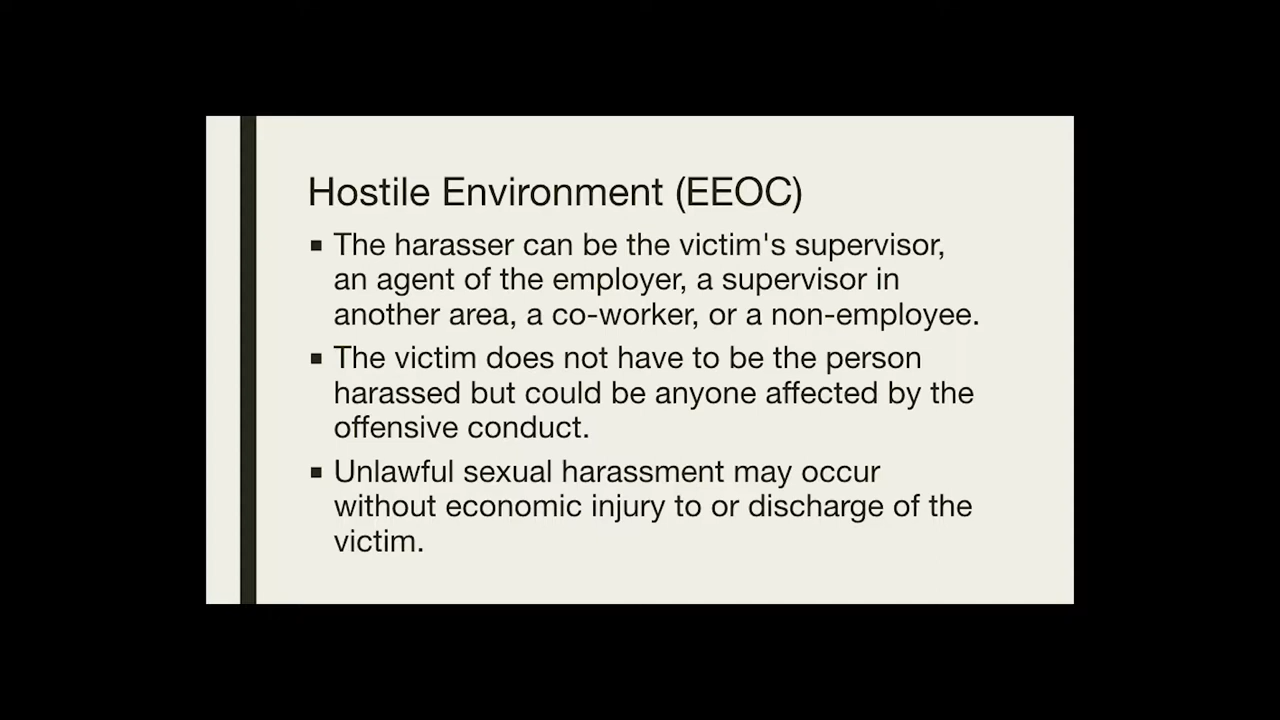 Hostile Environment (EEOC)
▪ The harasser can be the victim's supervisor,
an agent of the employer, a supervisor in
another area, a co-worker, or a non-employee.
▪ The victim does not have to be the person
harassed but could be anyone affected by the
offensive conduct.
▪ Unlawful sexual harassment may occur
without economic injury to or discharge of the
victim.